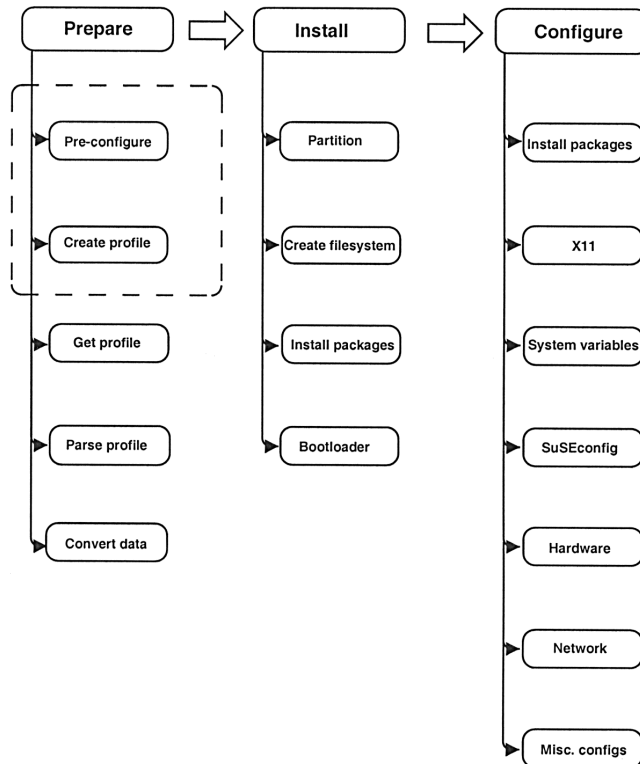 Prepare
Install
Configure
Pre-configure
Create profile
Get profile
Parse profile
Convert data
Partition
Create filesystem
Install packages
Bootloader
Install packages
X11
System variables
SuSEconfig
Hardware
Network
Misc. configs